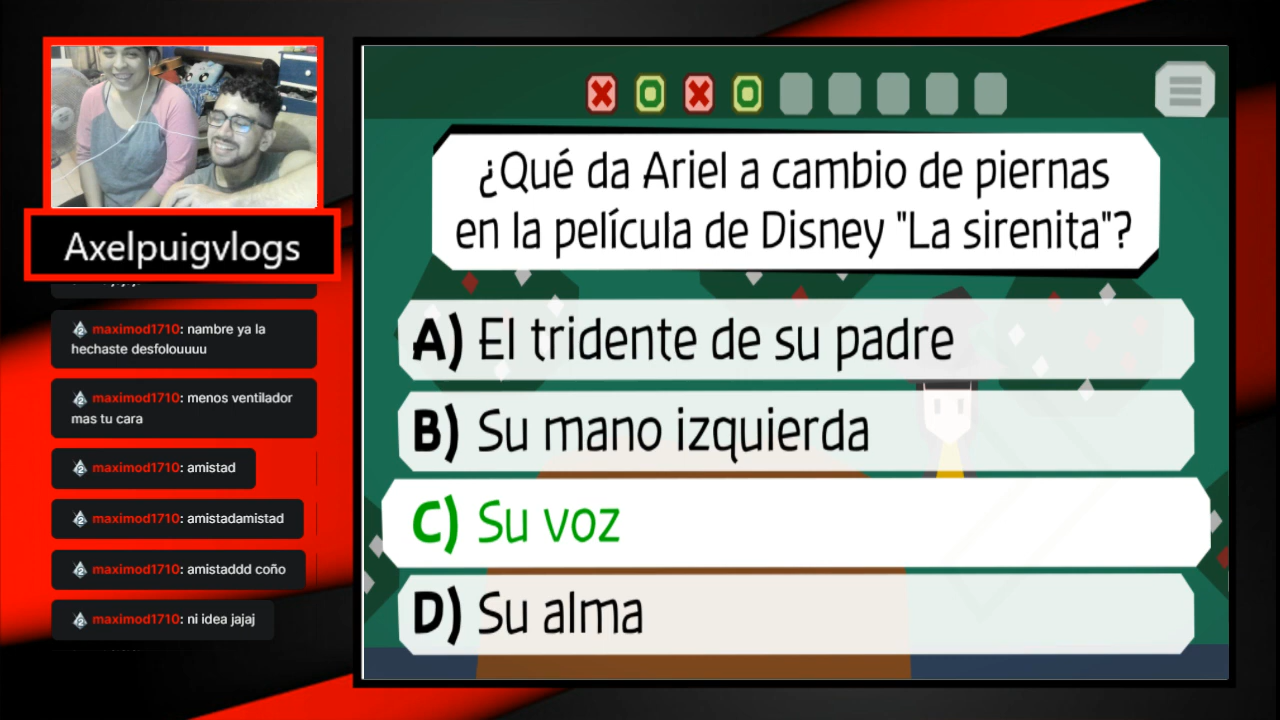 Axelpuigvlogs
maximod1710: nambre ya la
hechaste desfolouuuu
maximod1710: menos ventilador
mas tu cara
maximod1710: amistad
maximod1710: amistadamistad
maximod1710: amistaddd coño
maximod1710: ni idea jajaj
¿Qué da Ariel a cambio de piernas
en la película de Disney "La sirenita"?
A) El tridente de su padre
B) Su mano izquierda
C) Su voz
D) Su alma